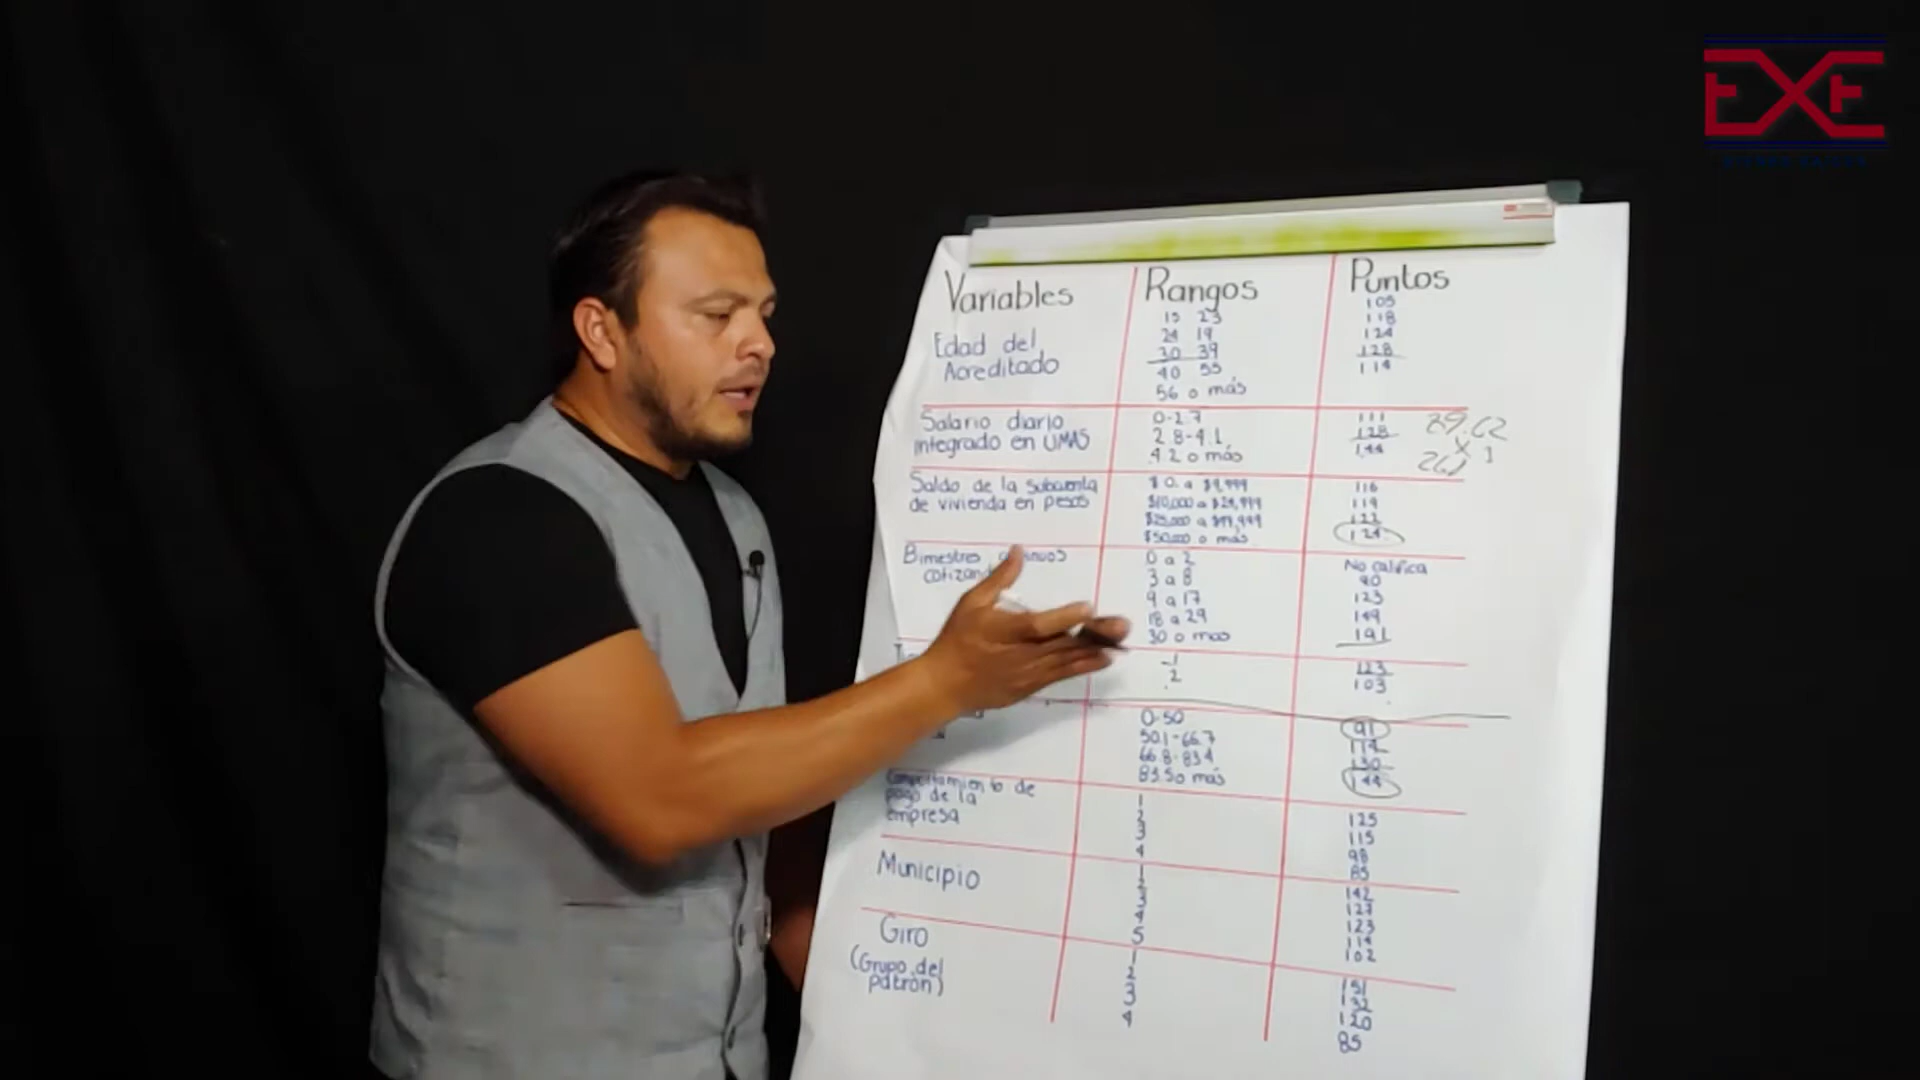 EXE
Variables Rangos Puntos
Edad del
Acreditado
15 23
24 19
30 39
40 55
56 o más
105
118
124
128
114
Salario diario
integrado en UMAS
0-2.7
2.8-4.1
4.2 o más
111
128
144
x 1
Saldo de la subcuenta
de vivienda en pesos
$0. a $9,999
$10,000 a $24,999
$25,000 a $49,999
$50,000 o más
116
119
122
124
Bimestres
0 a 2
3 a 8
9 a 17
18 a 29
30 o mas
No califica
90
123
149
191
1
2
123
103
0-50
50.1-66.7
66.8-83.4
83.5 o más
91
114
130
144
Comportamiento de
pago de la
empresa
1
2
3
4
125
115
98
85
Municipio
1
2
3
4
5
142
127
123
114
102
Giro
(Grupo del
patrón)
1
2
3
4
151
132
120
85